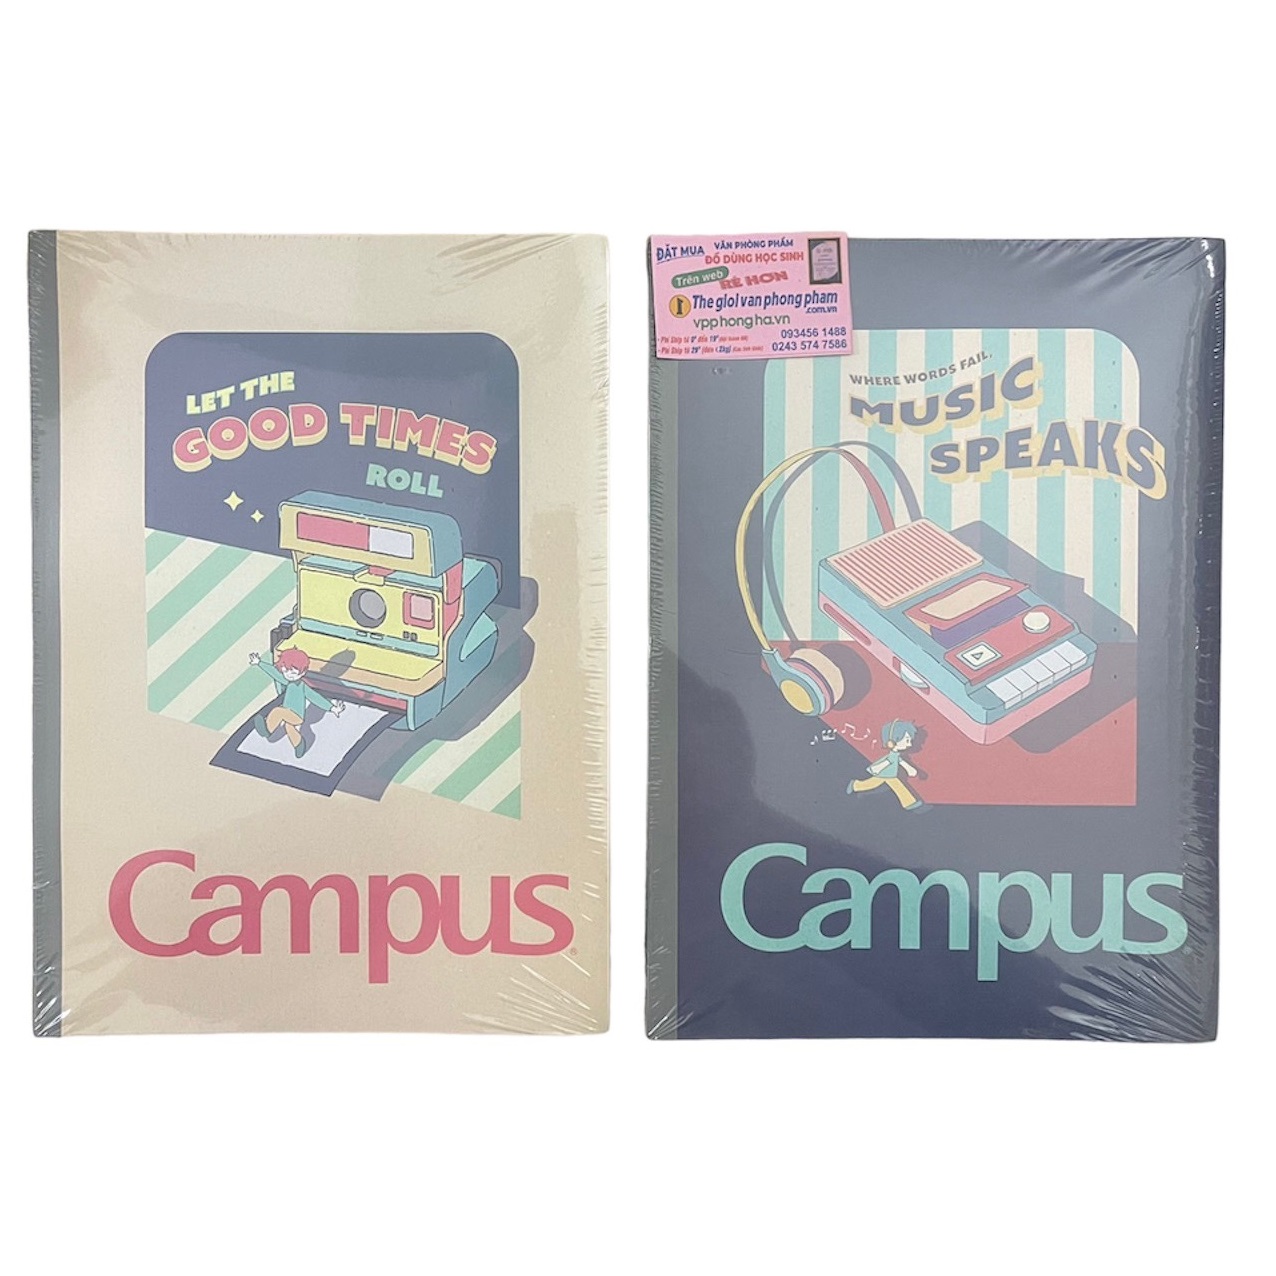 LET THE
GOOD TIMES
ROLL
Campus®
ĐẶT MUA VĂN PHÒNG PHẨM
ĐỒ DÙNG HỌC SINH
Trên web
RẺ HƠN
1 The gioI van phong pham
.com.vn
vpphongha.vn
093456 1488
0243 574 7586
WHERE WORDS FAIL,
MUSIC
SPEAKS
Campus